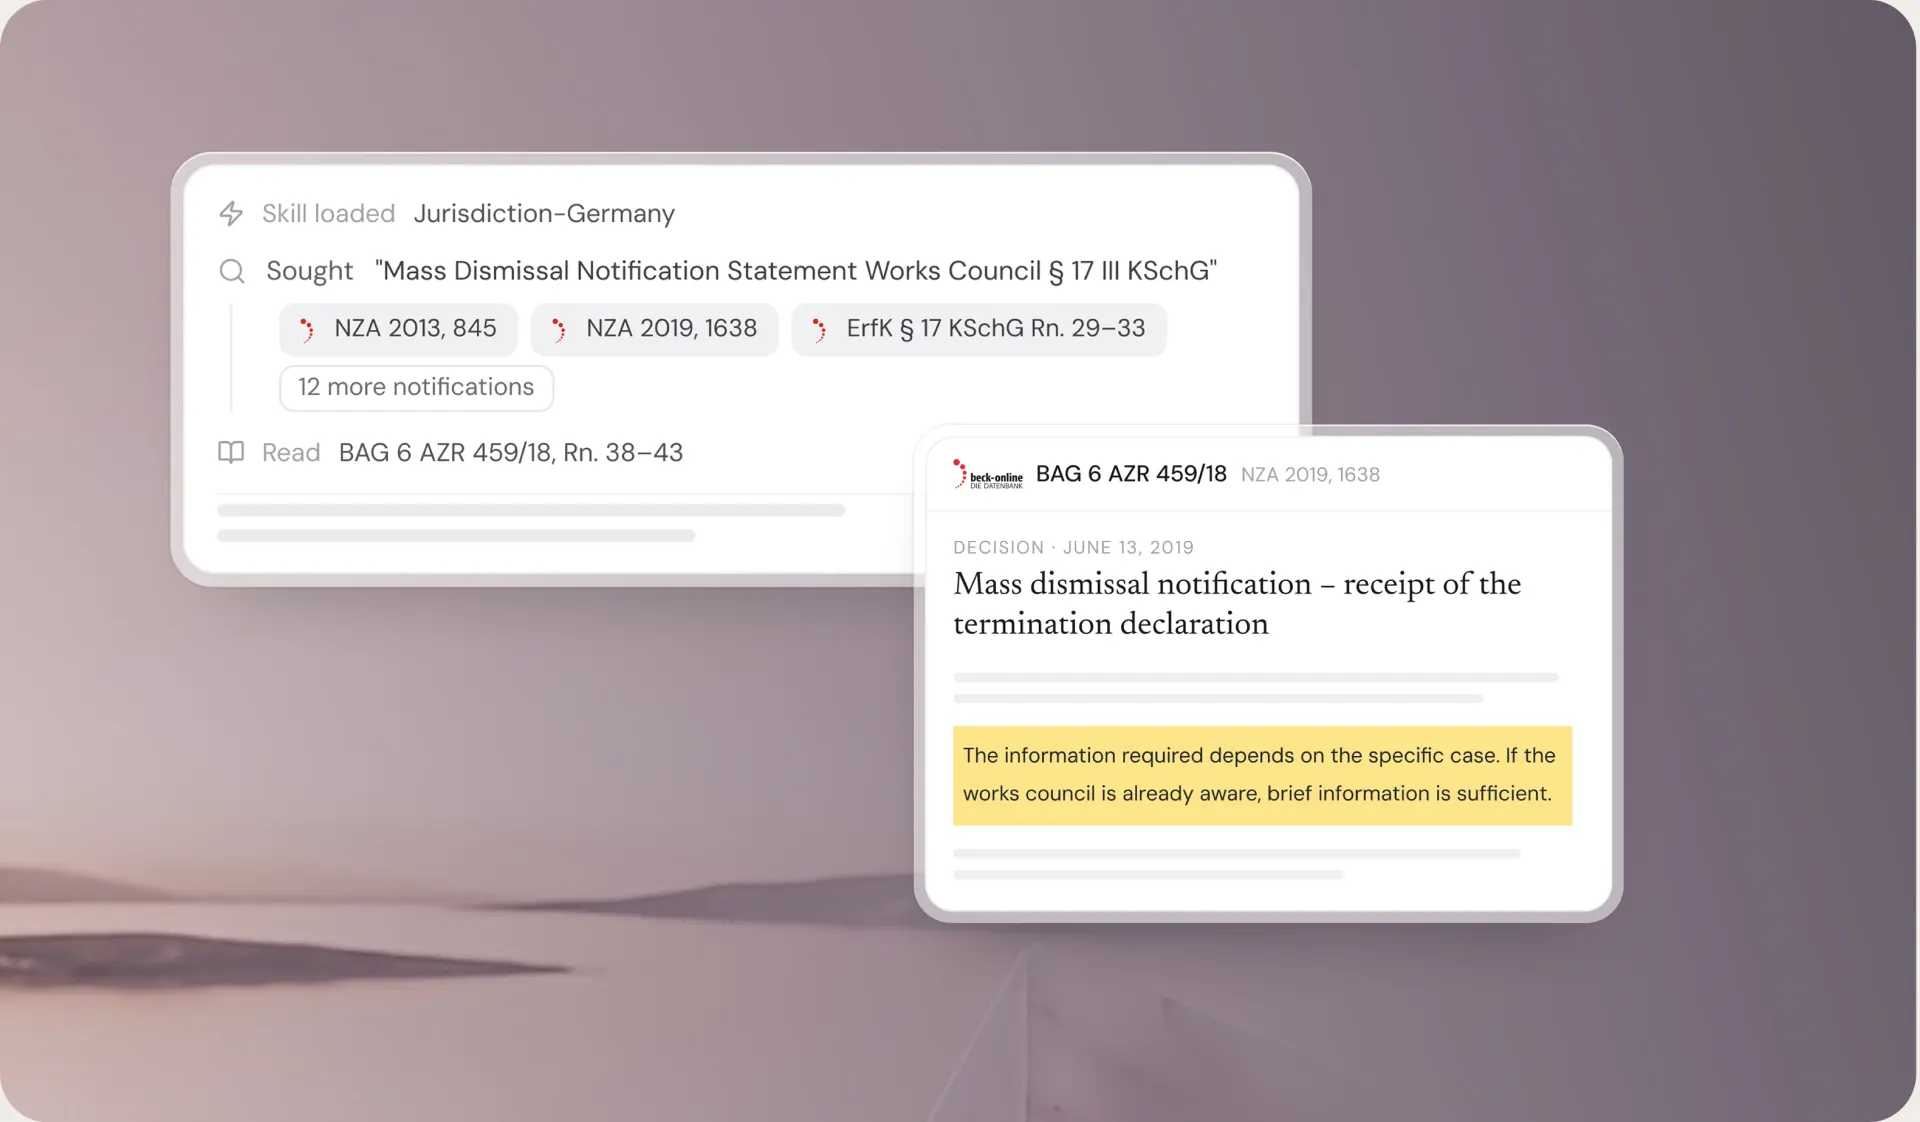 Skill loaded Jurisdiction-Germany
Sought "Mass Dismissal Notification Statement Works Council § 17 III KSchG"
NZA 2013, 845 NZA 2019, 1638 ErfK § 17 KSchG Rn. 29–33
12 more notifications
Read BAG 6 AZR 459/18, Rn. 38–43
beck-online
DIE DATENBANK
BAG 6 AZR 459/18 NZA 2019, 1638
DECISION · JUNE 13, 2019
Mass dismissal notification – receipt of the
termination declaration
The information required depends on the specific case. If the
works council is already aware, brief information is sufficient.